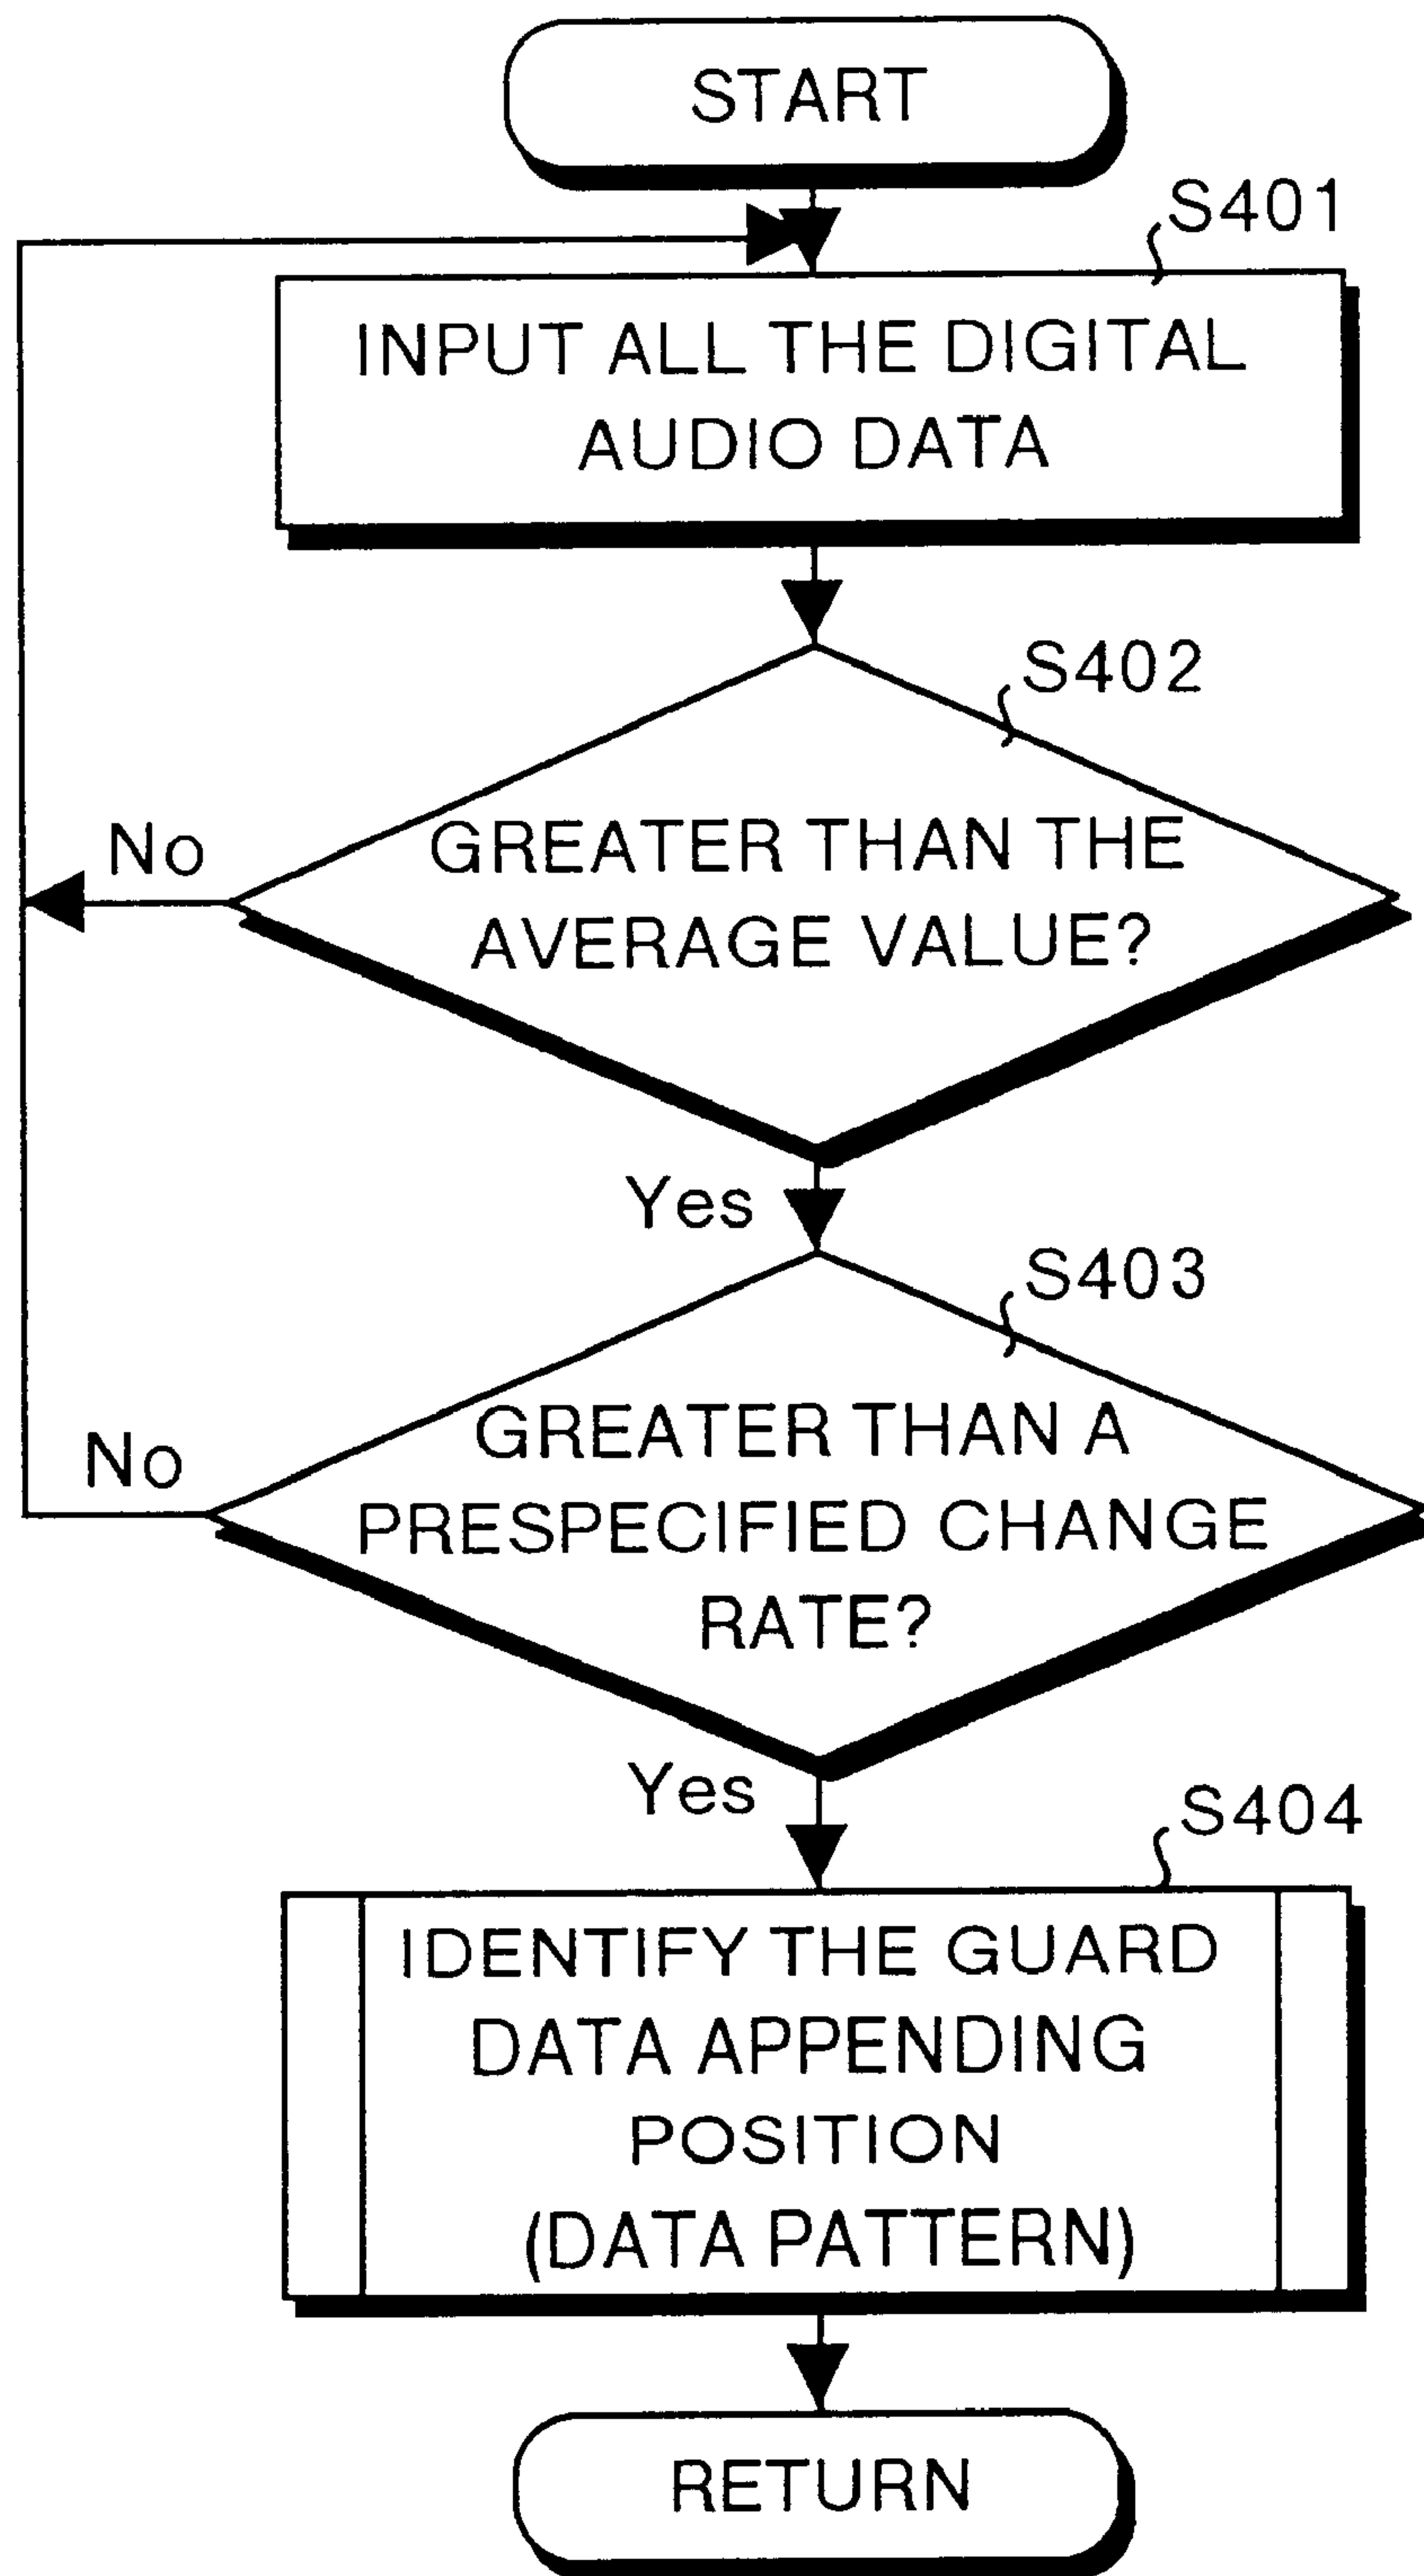 START
S401
INPUT ALL THE DIGITAL
AUDIO DATA
S402
GREATER THAN THE
AVERAGE VALUE?
No
Yes
S403
GREATER THAN A
PRESPECIFIED CHANGE
RATE?
No
Yes
S404
IDENTIFY THE GUARD
DATA APPENDING
POSITION
(DATA PATTERN)
RETURN